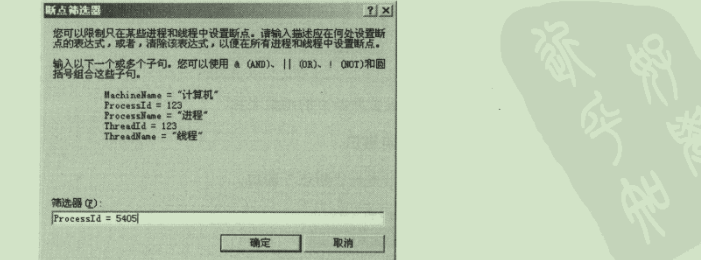 断点筛选器
您可以限制只在某些进程和线程中设置断点。请输入描述应在何处设置断
点的表达式，或者，清除该表达式，以便在所有进程和线程中设置断点。
输入以下一个或多个子句。您可以使用 & (AND)、|| (OR)、! (NOT)和圆
括号组合这些子句。
MachineName = "计算机"
ProcessId = 123
ProcessName = "进程"
ThreadId = 123
ThreadName = "线程"
筛选器(F):
ProcessId = 5405
确定
取消